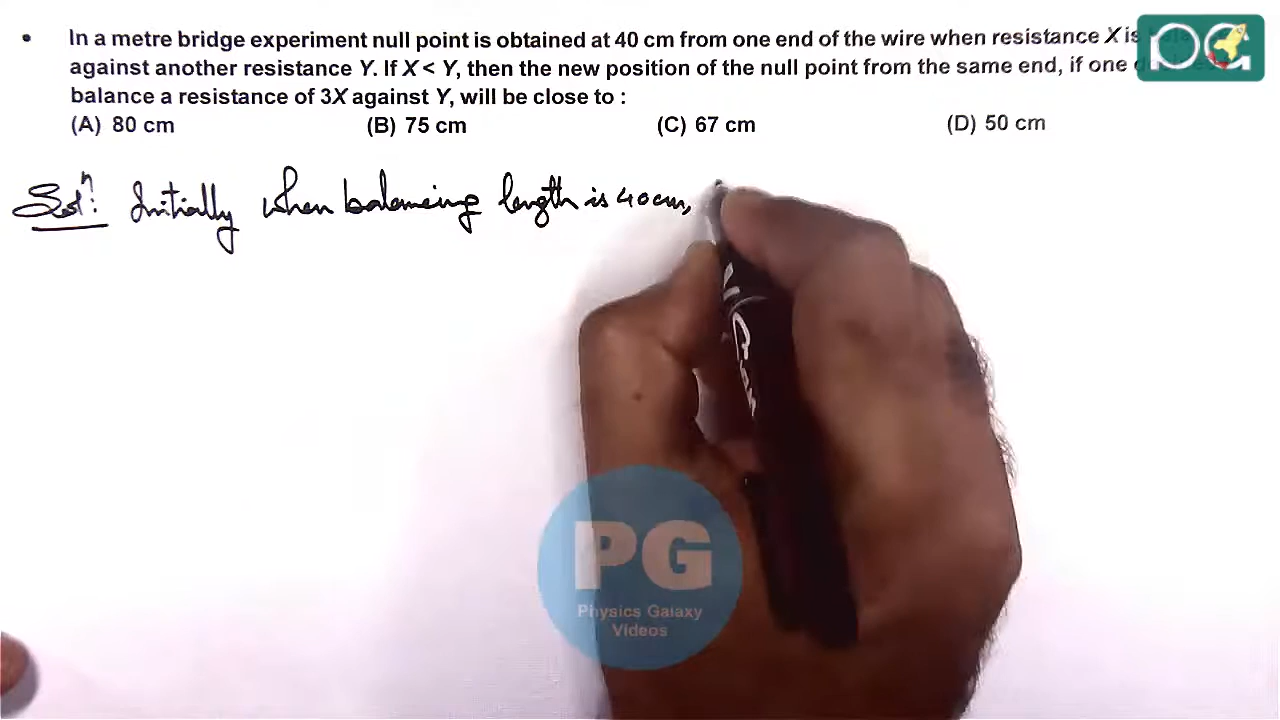 • In a metre bridge experiment null point is obtained at 40 cm from one end of the wire when resistance X is
against another resistance Y. If X < Y, then the new position of the null point from the same end, if one
balance a resistance of 3X against Y, will be close to :
(A) 80 cm (B) 75 cm (C) 67 cm (D) 50 cm
Solⁿ: Initially when balancing length is 40cm,
PG
Physics Galaxy
Videos